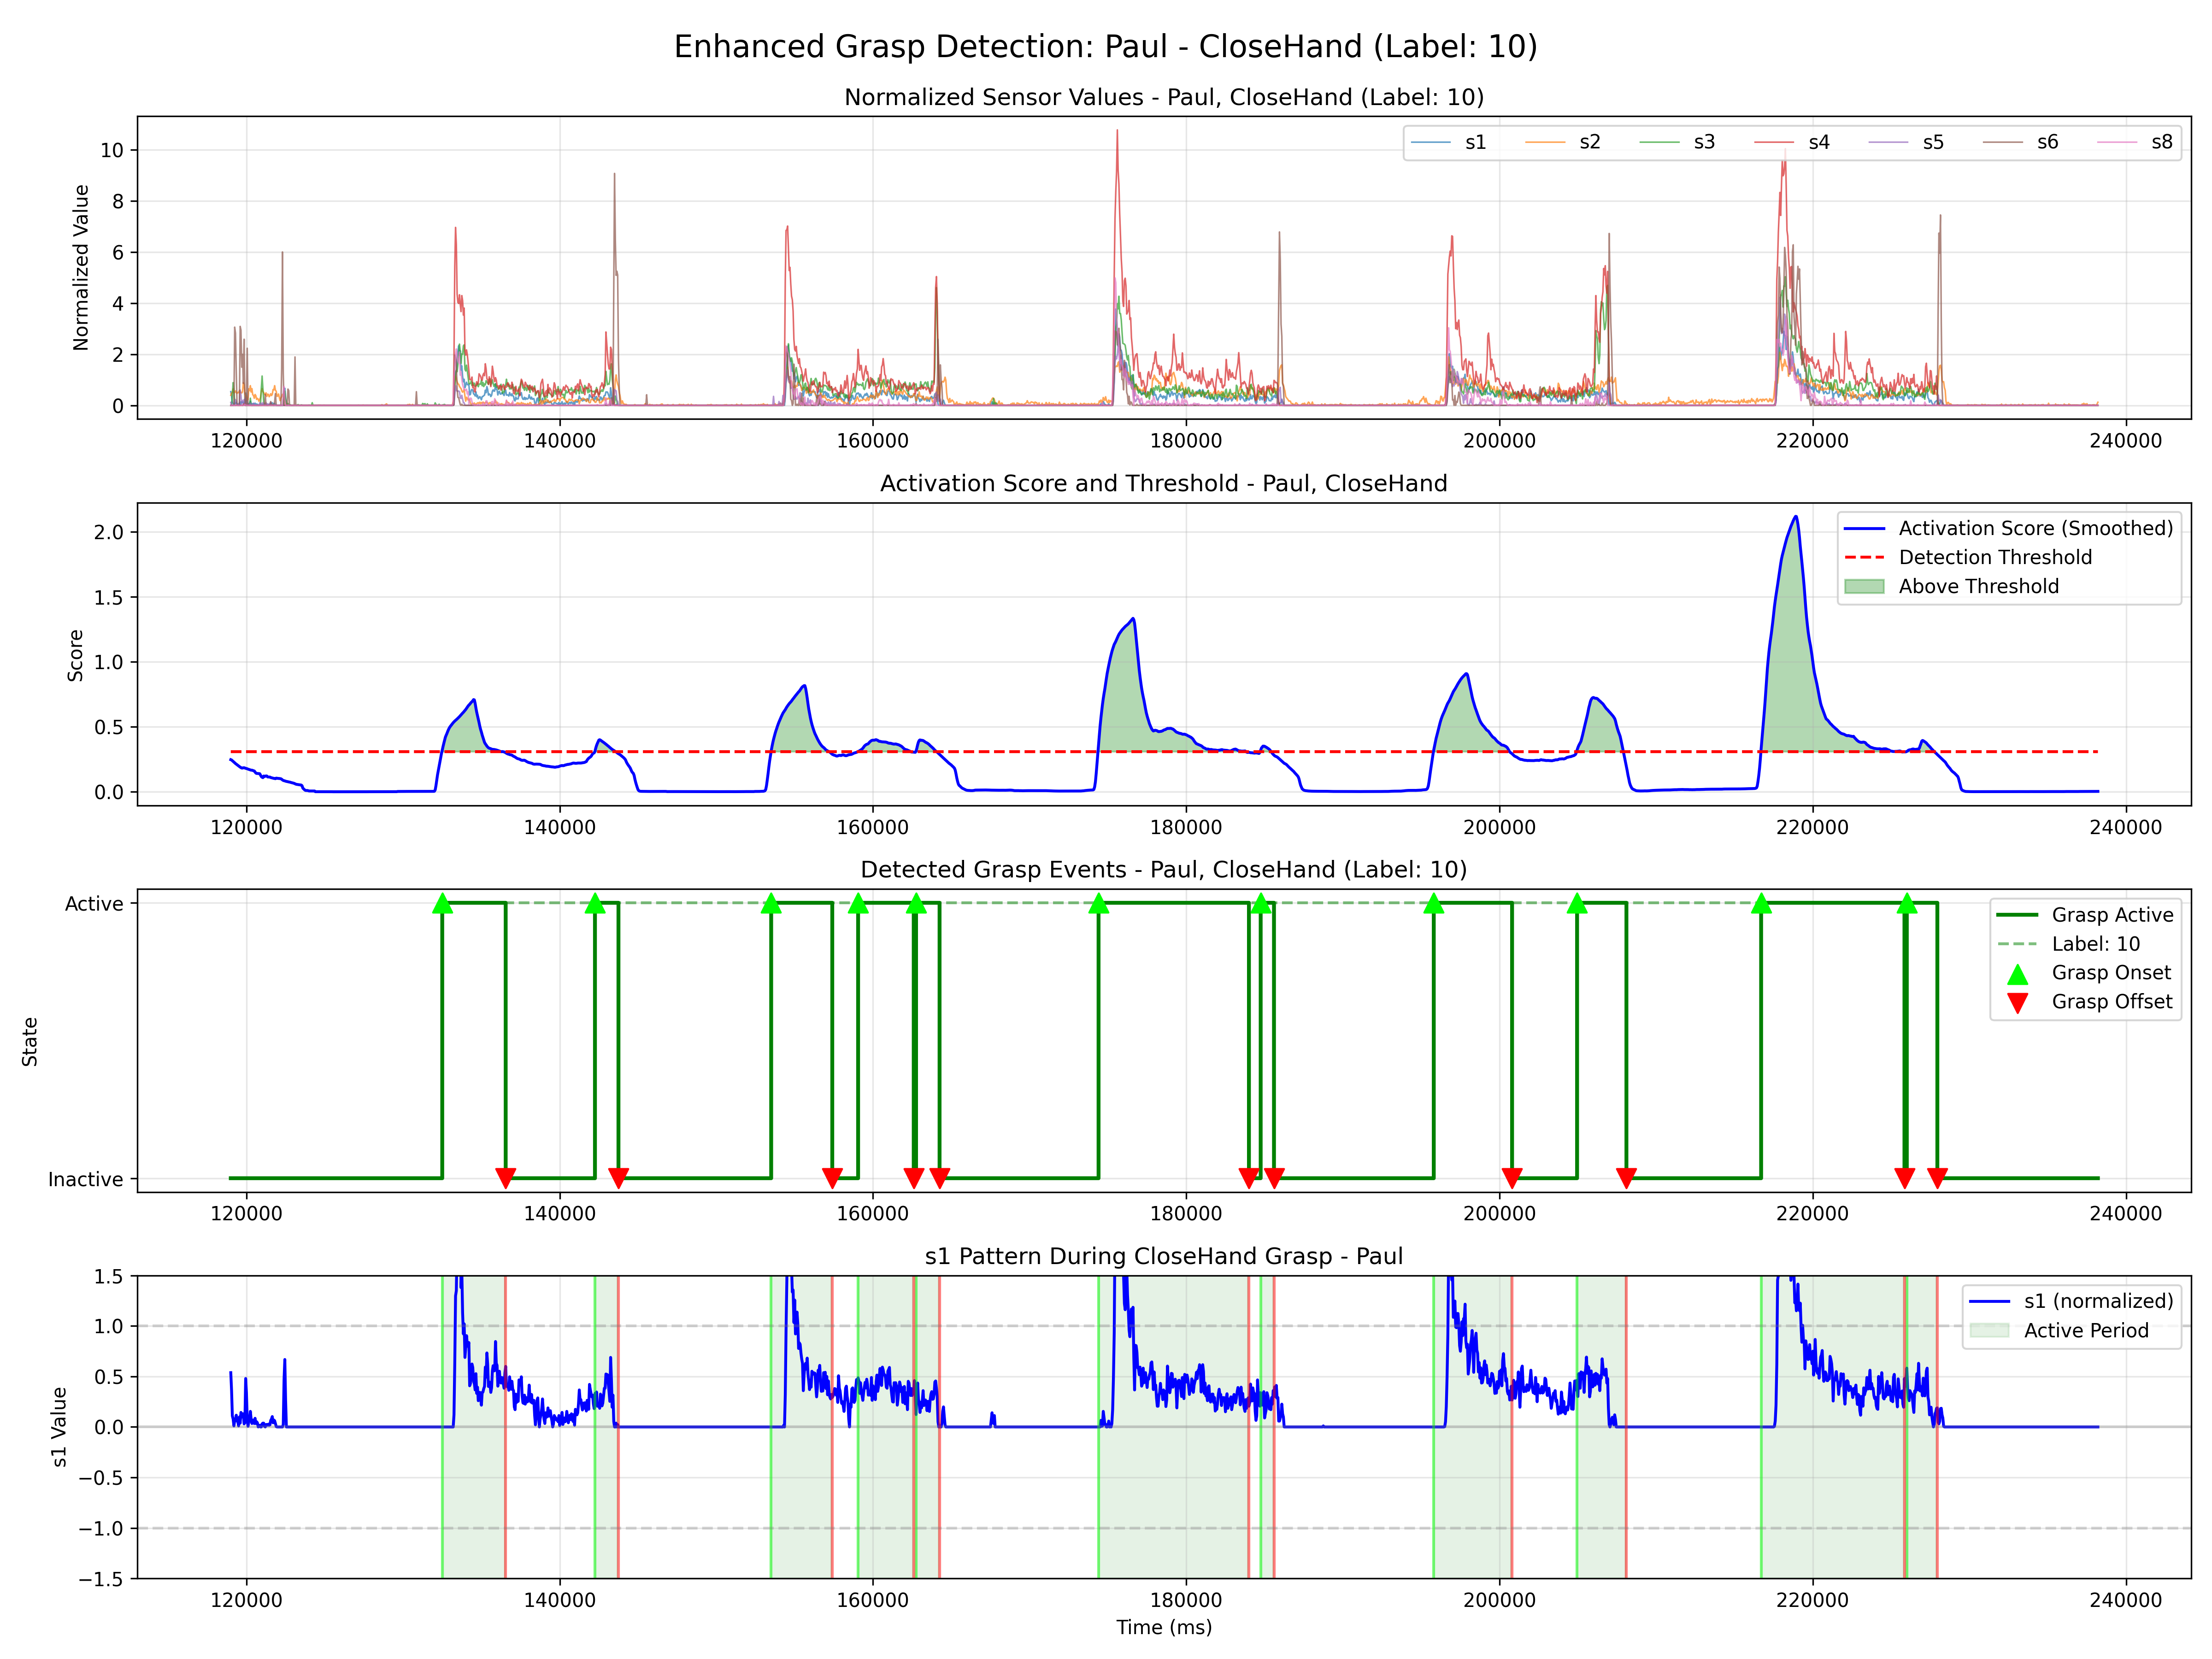 Enhanced Grasp Detection: Paul - CloseHand (Label: 10)
Normalized Sensor Values - Paul, CloseHand (Label: 10)
Normalized Value
10
8
6
4
2
0
s1 s2 s3 s4 s5 s6 s8
120000 140000 160000 180000 200000 220000 240000
Activation Score and Threshold - Paul, CloseHand
Score
2.0
1.5
1.0
0.5
0.0
Activation Score (Smoothed)
Detection Threshold
Above Threshold
120000 140000 160000 180000 200000 220000 240000
Detected Grasp Events - Paul, CloseHand (Label: 10)
State
Active
Inactive
Grasp Active
Label: 10
Grasp Onset
Grasp Offset
120000 140000 160000 180000 200000 220000 240000
s1 Pattern During CloseHand Grasp - Paul
s1 Value
1.5
1.0
0.5
0.0
−0.5
−1.0
−1.5
s1 (normalized)
Active Period
120000 140000 160000 180000 200000 220000 240000
Time (ms)